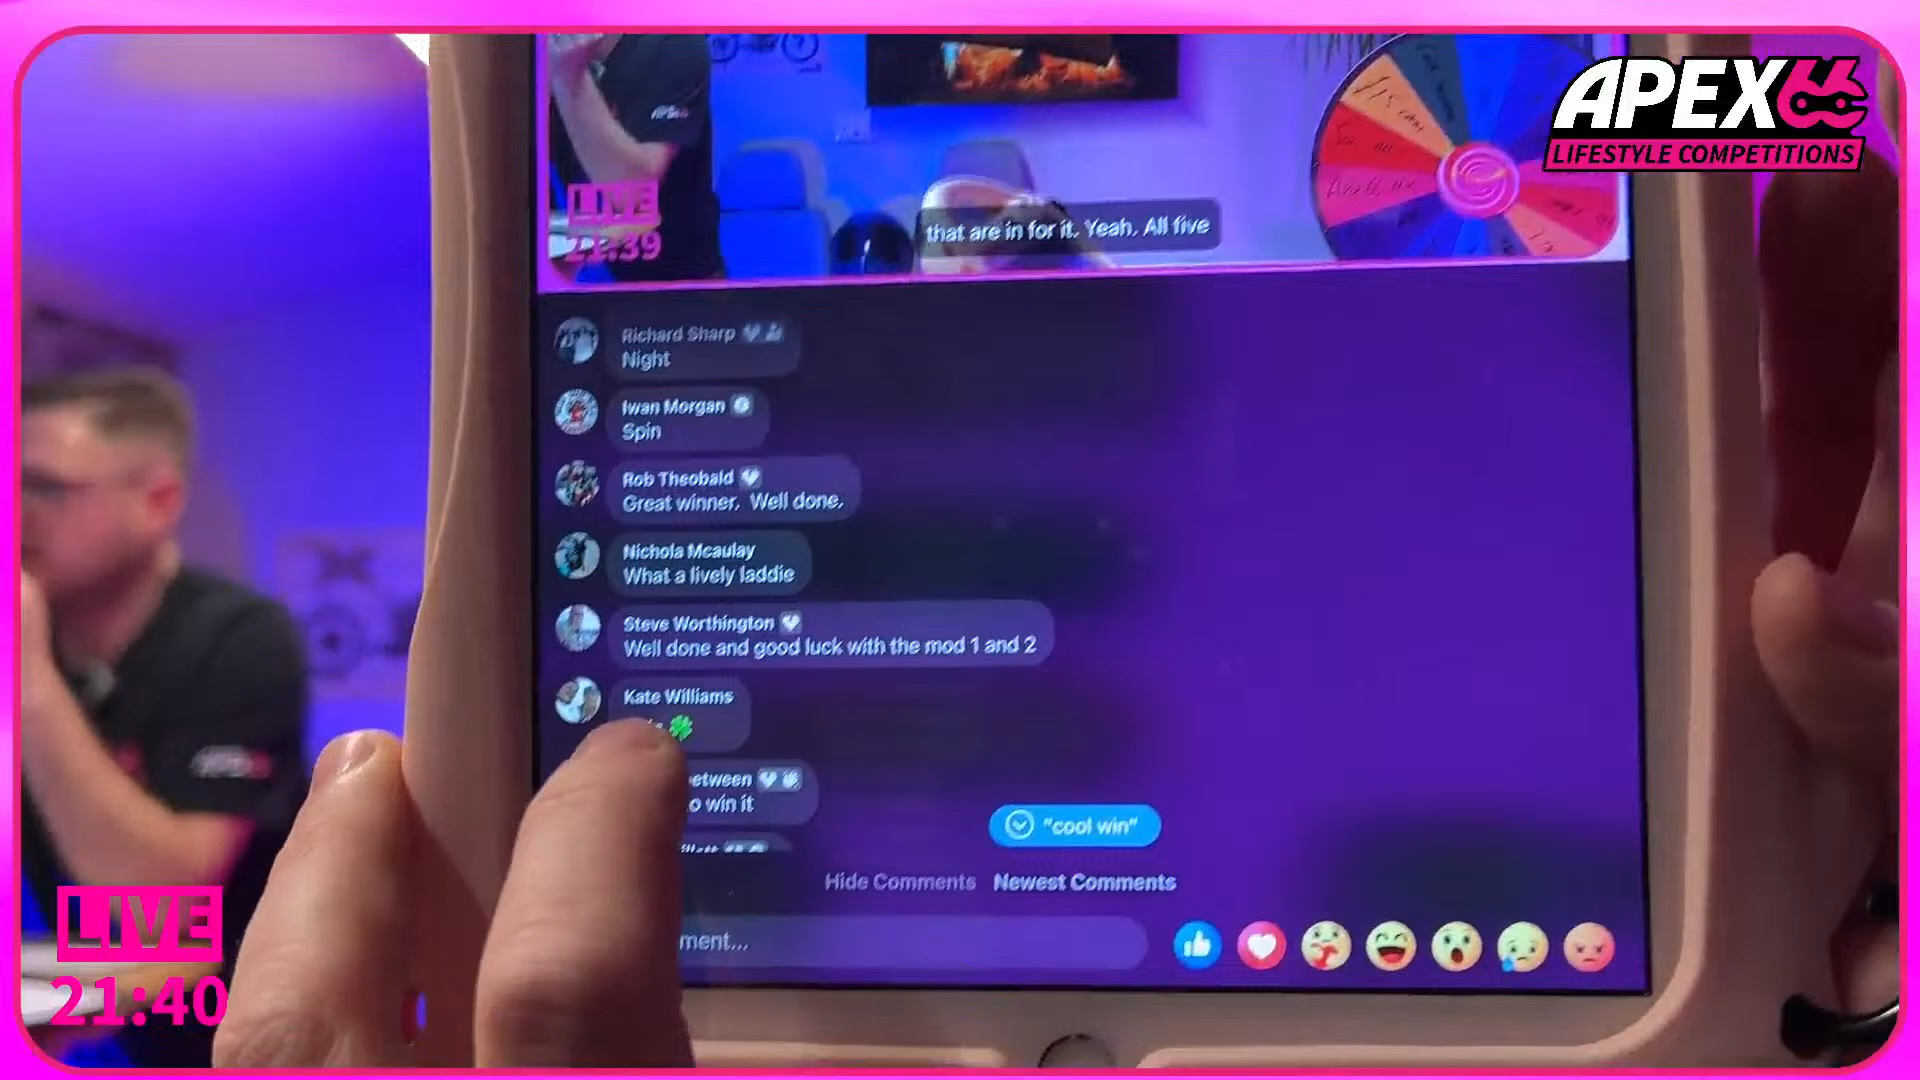 APEX66
LIFESTYLE COMPETITIONS
LIVE
21:39
that are in for it. Yeah. All five
Richard Sharp
Night
Iwan Morgan
Spin
Rob Theobald
Great winner. Well done.
Nichola Mcaulay
What a lively laddie
Steve Worthington
Well done and good luck with the mod 1 and 2
Kate Williams
etween
o win it
"cool win"
Hide Comments Newest Comments
ment...
LIVE
21:40